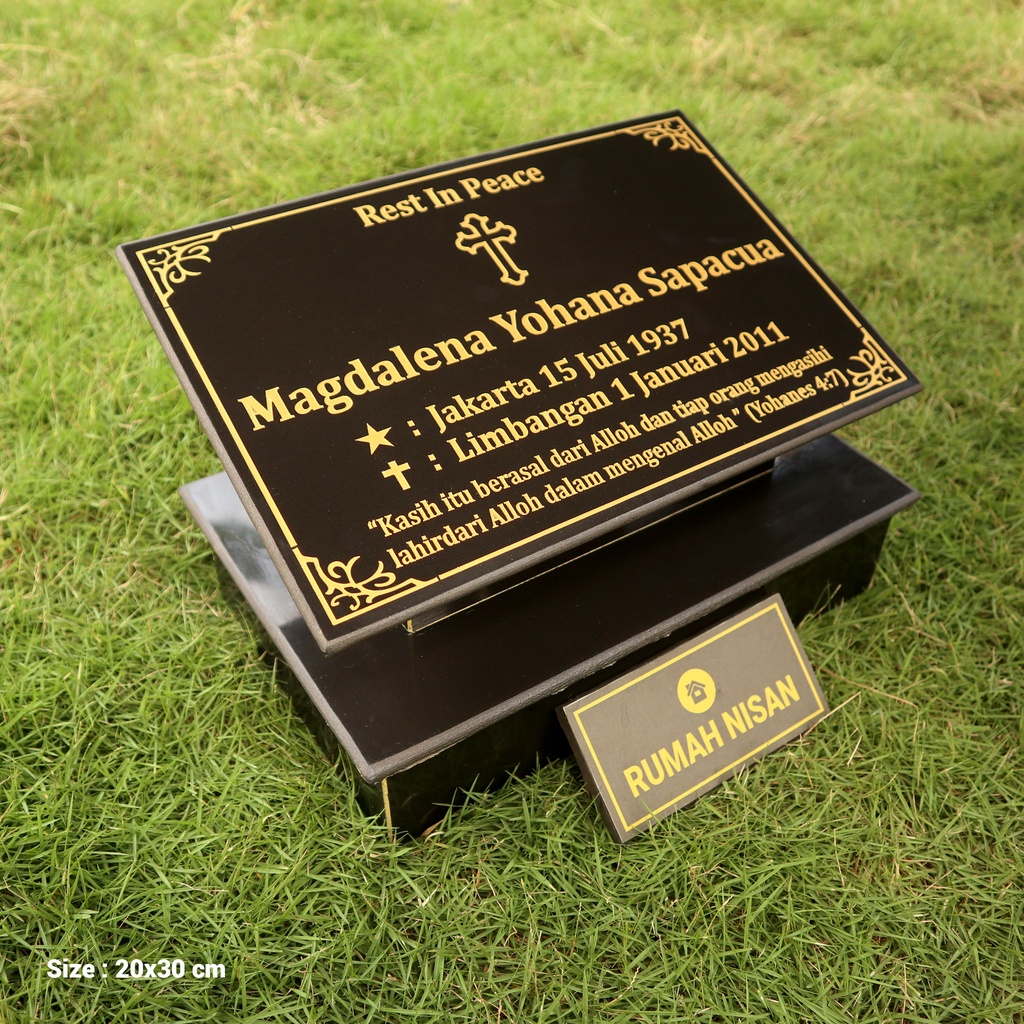 Rest In Peace
Magdalena Yohana Sapacua
★ : Jakarta 15 Juli 1937
✝ : Limbangan 1 Januari 2011
“Kasih itu berasal dari Alloh dan tiap orang mengasihi
lahirdari Alloh dalam mengenal Alloh” (Yohanes 4:7)
RUMAH NISAN
Size : 20x30 cm